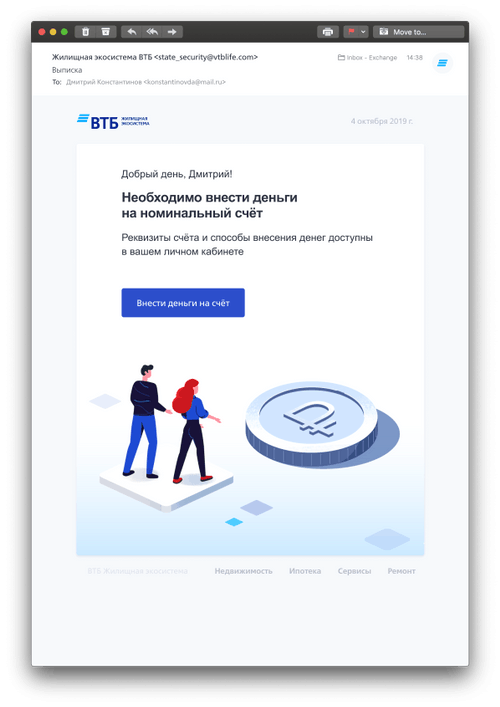 Move to...
Жилищная экосистема ВТБ <state_security@vtblife.com>
Inbox - Exchange 14:38
Выписка
To: Дмитрий Константинов <konstantinovda@mail.ru>
ВТБ ЖИЛИЩНАЯ ЭКОСИСТЕМА
4 октября 2019 г.
Добрый день, Дмитрий!
Необходимо внести деньги
на номинальный счёт
Реквизиты счёта и способы внесения денег доступны
в вашем личном кабинете
Внести деньги на счёт
ВТБ Жилищная экосистема Недвижимость Ипотека Сервисы Ремонт